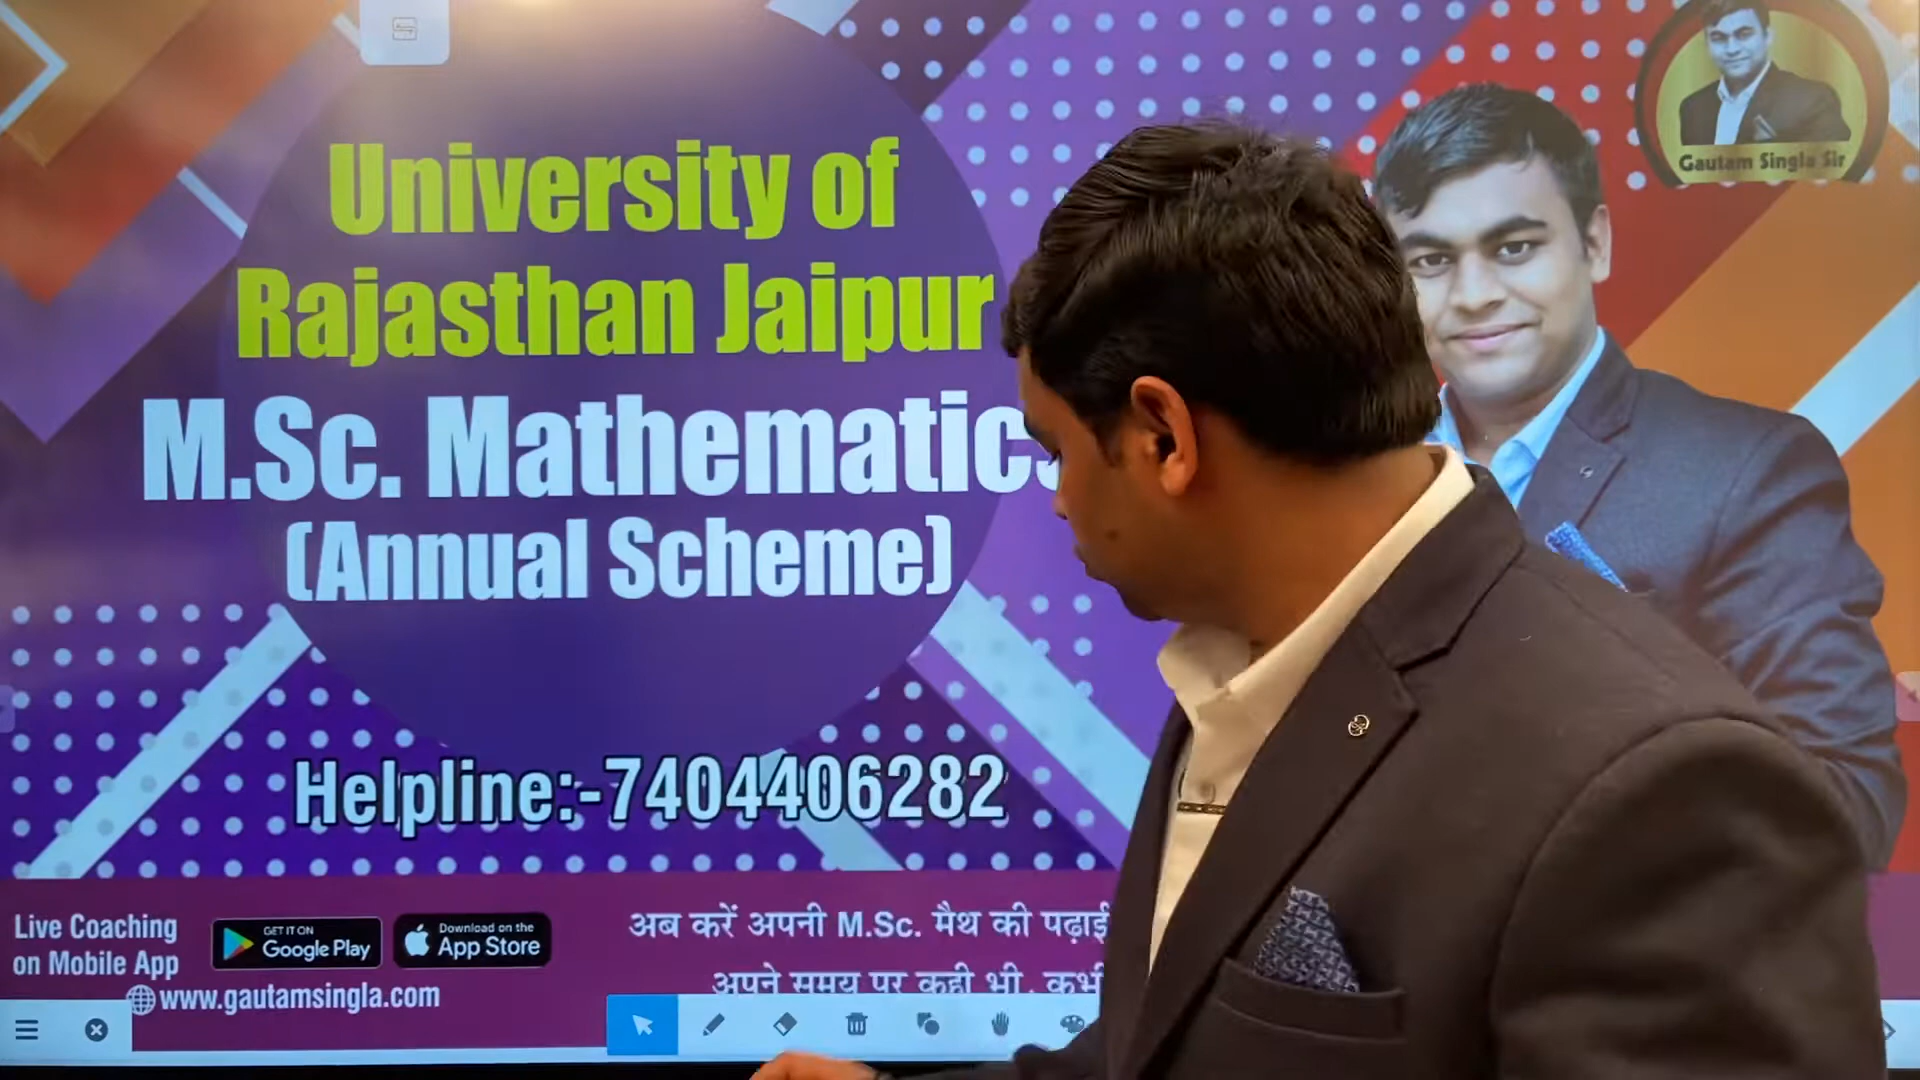 University of
Rajasthan Jaipur
M.Sc. Mathematics
(Annual Scheme)
Gautam Singla Sir
Helpline:-7404406282
Live Coaching
on Mobile App
GET IT ON
Google Play
Download on the
App Store
www.gautamsingla.com
अब करें अपनी M.Sc. मैथ की पढ़ाई
अपने समय पर कही भी, कभी